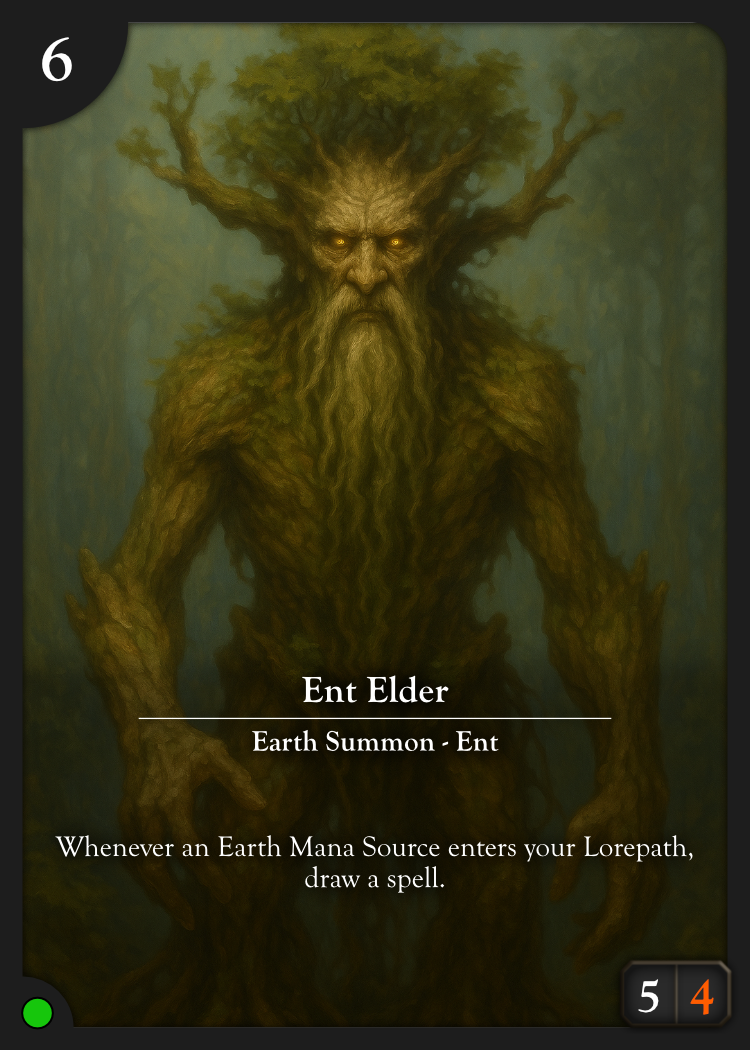 6
Ent Elder
Earth Summon - Ent
Whenever an Earth Mana Source enters your Lorepath,
draw a spell.
5 4